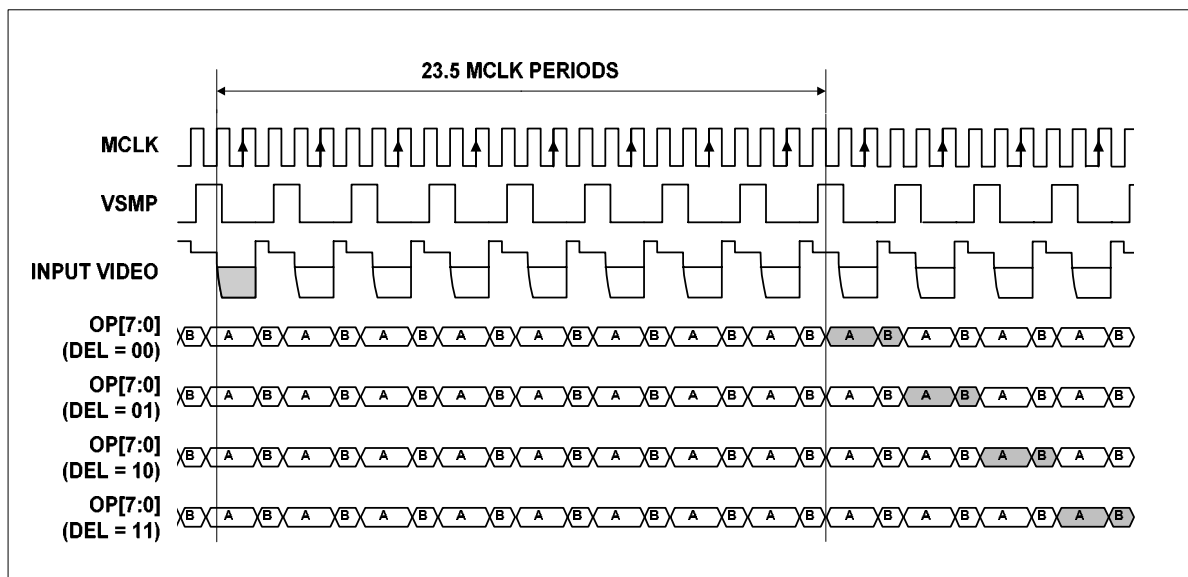 23.5 MCLK PERIODS
MCLK
VSMP
INPUT VIDEO
OP[7:0]
(DEL = 00)
B A B A B A B A B A B A B A B A B A B A B A B A B
OP[7:0]
(DEL = 01)
B A B A B A B A B A B A B A B A B A B A B A B A B
OP[7:0]
(DEL = 10)
B A B A B A B A B A B A B A B A B A B A B A B A B
OP[7:0]
(DEL = 11)
B A B A B A B A B A B A B A B A B A B A B A B A B